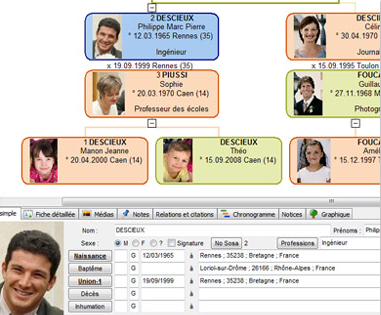 2 DESCIEUX
Philippe Marc Pierre
° 12.03.1965 Rennes (35)
Ingénieur
x 19.09.1999 Rennes (35)
3 PIUSSI
Sophie
° 20.03.1970 Caen (14)
Professeur des écoles
1 DESCIEUX
Manon Jeanne
° 20.04.2000 Caen (14)
DESCIEUX
Théo
° 15.09.2008 Caen (14)
DESCI
Célin
° 30.04.1970
Journa
x 15.09.1995 Toulon
FOUCA
Guillau
° 27.11.1968 M
Photog
FOUCA
Amél
° 15.12.1997 T
simple
Fiche détaillée
Médias
Notes
Relations et citations
Chronogramme
Notices
Graphique
Nom : DESCIEUX Prénoms : Philip
Sexe : M F ? Signature No Sosa 2 Professions Ingénieur
Naissance G 12/03/1965 Rennes ; 35238 ; Bretagne ; France
Baptême G Loriol-sur-Drôme ; 26166 ; Rhône-Alpes ; France
Union-1 G 19/09/1999 Rennes ; 35238 ; Bretagne ; France
Décès G
Inhumation G